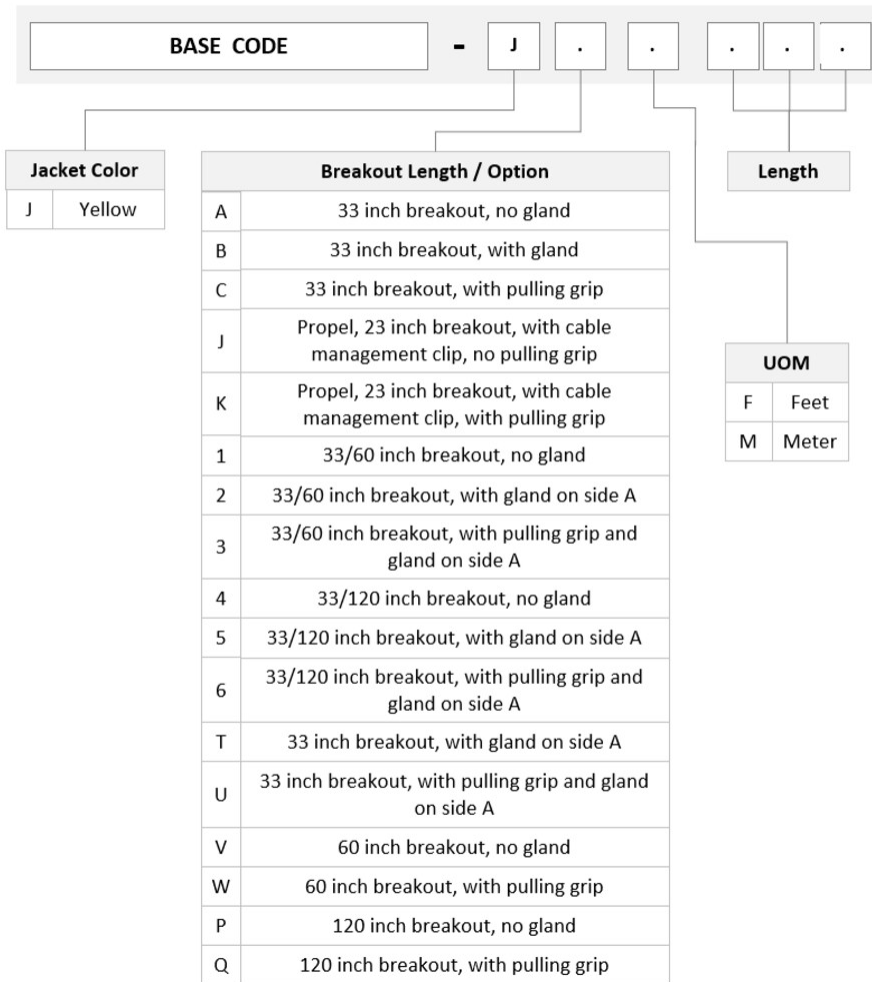 BASE CODE - J . . . . .
Jacket Color
J Yellow
Breakout Length / Option
A 33 inch breakout, no gland
B 33 inch breakout, with gland
C 33 inch breakout, with pulling grip
J Propel, 23 inch breakout, with cable
management clip, no pulling grip
K Propel, 23 inch breakout, with cable
management clip, with pulling grip
1 33/60 inch breakout, no gland
2 33/60 inch breakout, with gland on side A
3 33/60 inch breakout, with pulling grip and
gland on side A
4 33/120 inch breakout, no gland
5 33/120 inch breakout, with gland on side A
6 33/120 inch breakout, with pulling grip and
gland on side A
T 33 inch breakout, with gland on side A
U 33 inch breakout, with pulling grip and gland
on side A
V 60 inch breakout, no gland
W 60 inch breakout, with pulling grip
P 120 inch breakout, no gland
Q 120 inch breakout, with pulling grip
Length
UOM
F Feet
M Meter